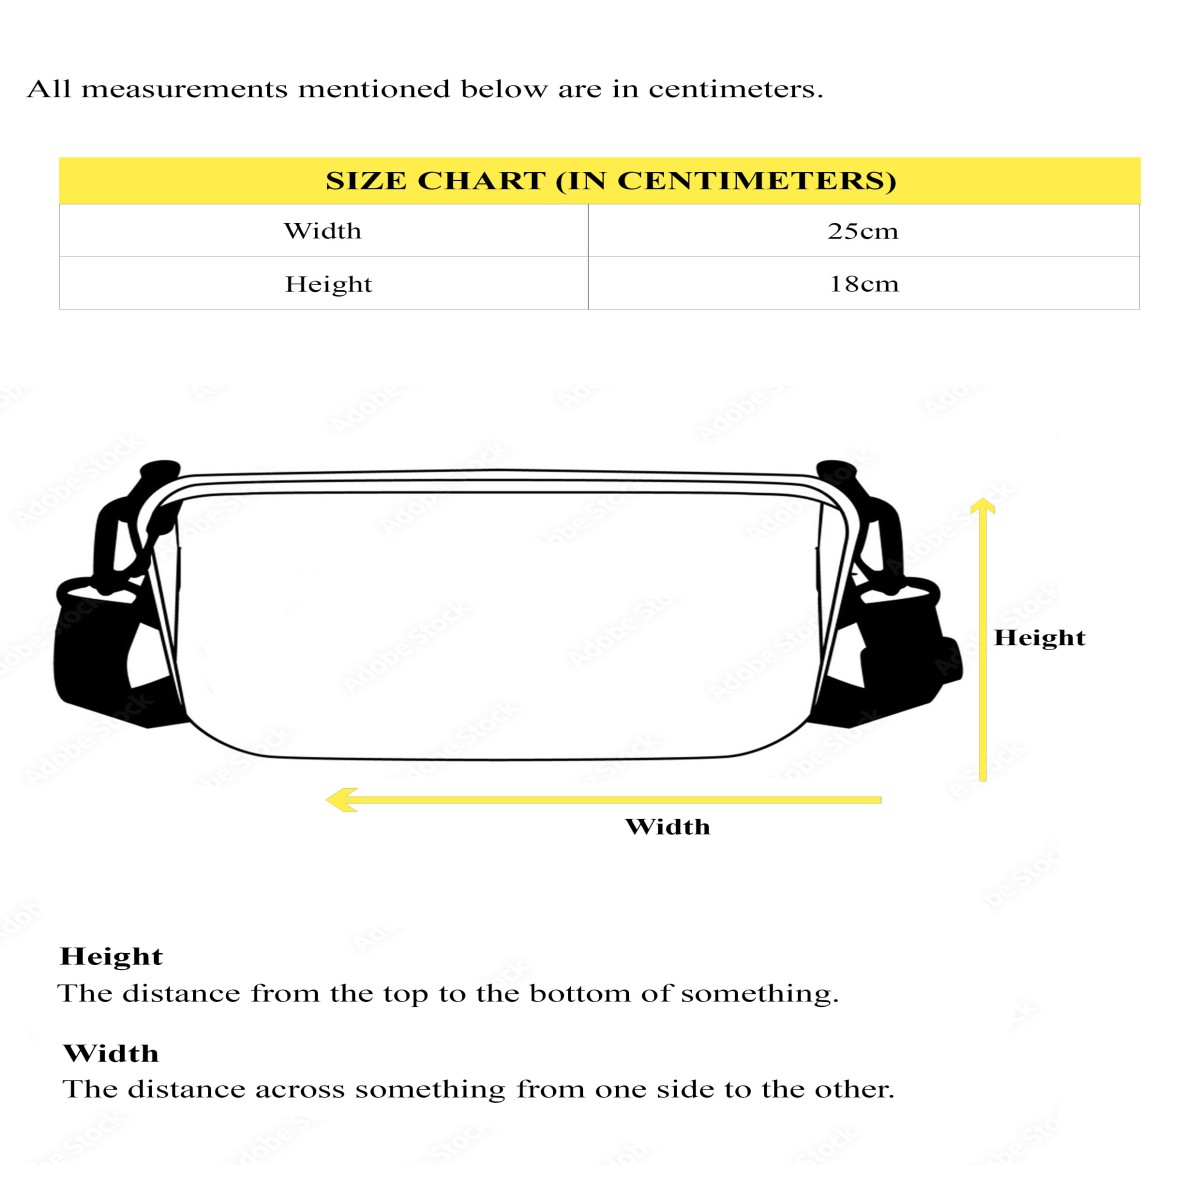 All measurements mentioned below are in centimeters.
SIZE CHART (IN CENTIMETERS)
Width 25cm
Height 18cm
Height
Width
Height
The distance from the top to the bottom of something.
Width
The distance across something from one side to the other.